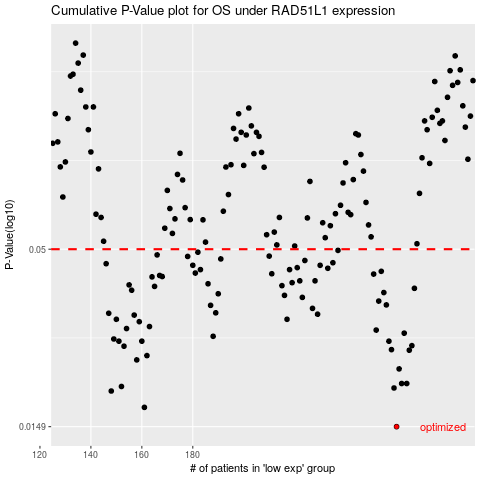 Cumulative P-Value plot for OS under RAD51L1 expression
P-Value(log10)
0.05
0.0149
optimized
120 140 160 180
# of patients in 'low exp' group